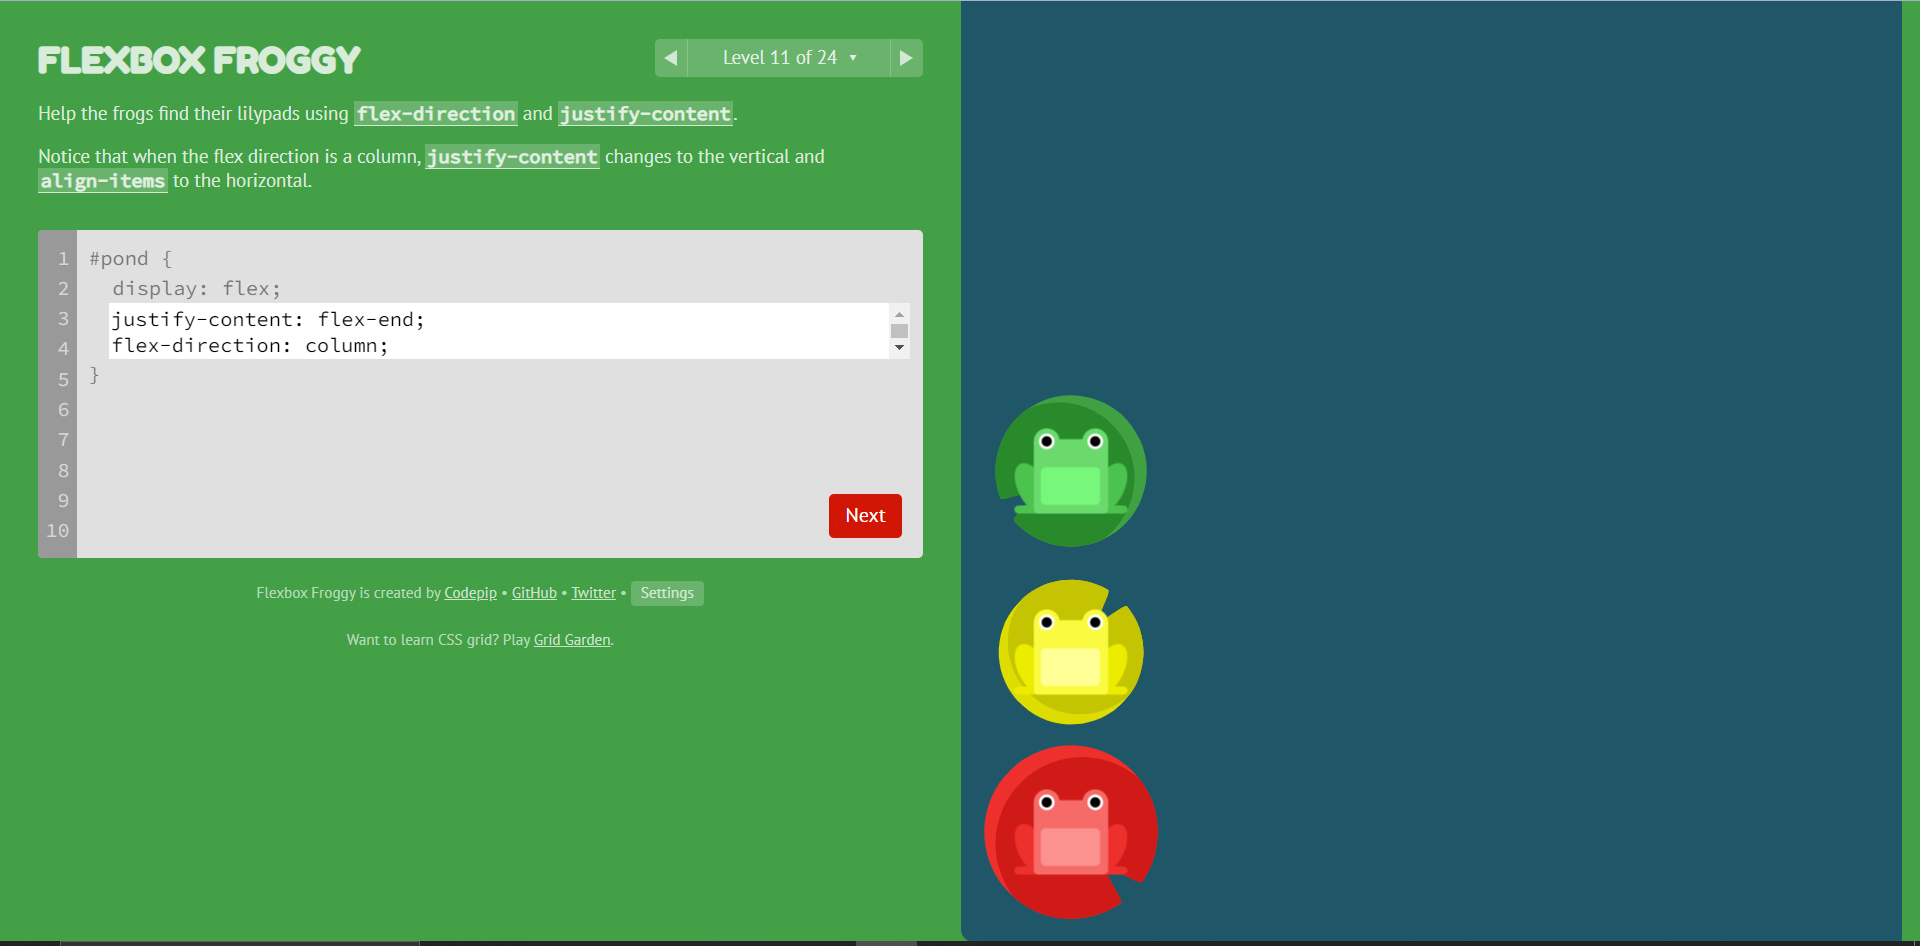 FLEXBOX FROGGY
Level 11 of 24
Help the frogs find their lilypads using flex-direction and justify-content.
Notice that when the flex direction is a column, justify-content changes to the vertical and
align-items to the horizontal.
1 #pond {
2 display: flex;
3 justify-content: flex-end;
4 flex-direction: column;
5 }
6
7
8
9
10
Next
Flexbox Froggy is created by Codepip • GitHub • Twitter • Settings
Want to learn CSS grid? Play Grid Garden.